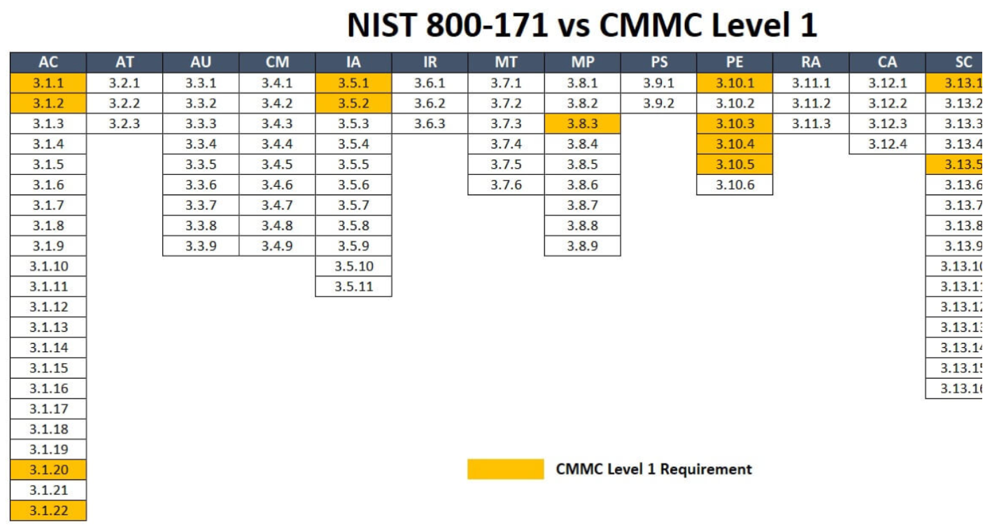 NIST 800-171 vs CMMC Level 1
AC AT AU CM IA IR MT MP PS PE RA CA SC
3.1.1 3.2.1 3.3.1 3.4.1 3.5.1 3.6.1 3.7.1 3.8.1 3.9.1 3.10.1 3.11.1 3.12.1 3.13.1
3.1.2 3.2.2 3.3.2 3.4.2 3.5.2 3.6.2 3.7.2 3.8.2 3.9.2 3.10.2 3.11.2 3.12.2 3.13.2
3.1.3 3.2.3 3.3.3 3.4.3 3.5.3 3.6.3 3.7.3 3.8.3 3.10.3 3.11.3 3.12.3 3.13.3
3.1.4 3.3.4 3.4.4 3.5.4 3.7.4 3.8.4 3.10.4 3.12.4 3.13.4
3.1.5 3.3.5 3.4.5 3.5.5 3.7.5 3.8.5 3.10.5 3.13.5
3.1.6 3.3.6 3.4.6 3.5.6 3.7.6 3.8.6 3.10.6 3.13.6
3.1.7 3.3.7 3.4.7 3.5.7 3.8.7 3.13.7
3.1.8 3.3.8 3.4.8 3.5.8 3.8.8 3.13.8
3.1.9 3.3.9 3.4.9 3.5.9 3.8.9 3.13.9
3.1.10 3.5.10 3.13.10
3.1.11 3.5.11 3.13.11
3.1.12 3.13.12
3.1.13 3.13.13
3.1.14 3.13.14
3.1.15 3.13.15
3.1.16 3.13.16
3.1.17
3.1.18
3.1.19
3.1.20 CMMC Level 1 Requirement
3.1.21
3.1.22